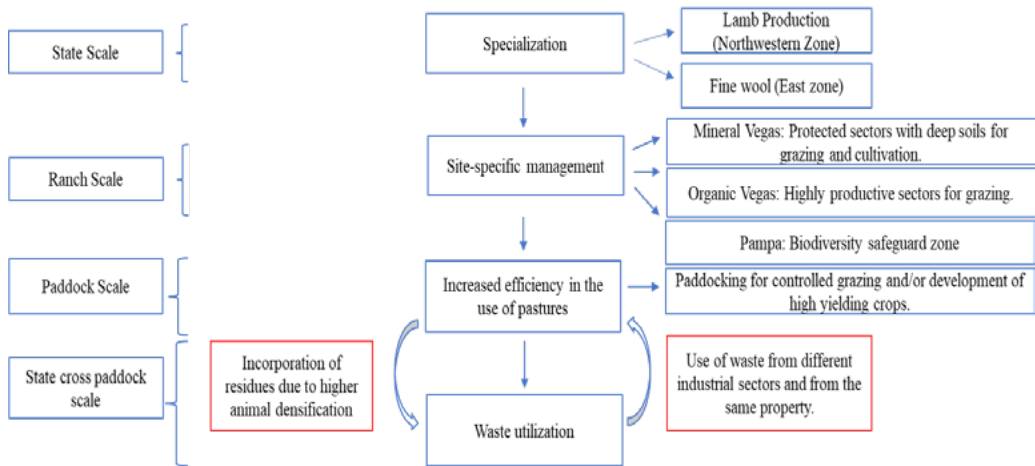 State Scale
Specialization
Lamb Production
(Northwestern Zone)
Fine wool (East zone)
Ranch Scale
Site-specific management
Mineral Vegas: Protected sectors with deep soils for
grazing and cultivation.
Organic Vegas: Highly productive sectors for grazing.
Pampa: Biodiversity safeguard zone
Paddock Scale
Increased efficiency in the
use of pastures
Paddocking for controlled grazing and/or development of
high yielding crops.
State cross paddock
scale
Incorporation of
residues due to higher
animal densification
Waste utilization
Use of waste from different
industrial sectors and from the
same property.